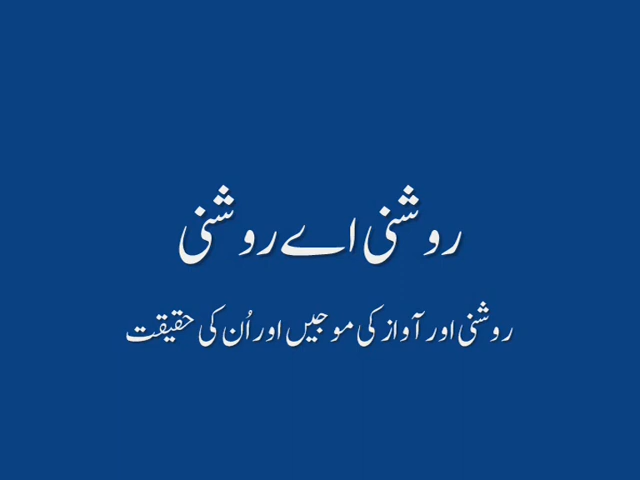 روشنی اے روشنی
روشنی اور آواز کی موجیں اور اُن کی حقیقت